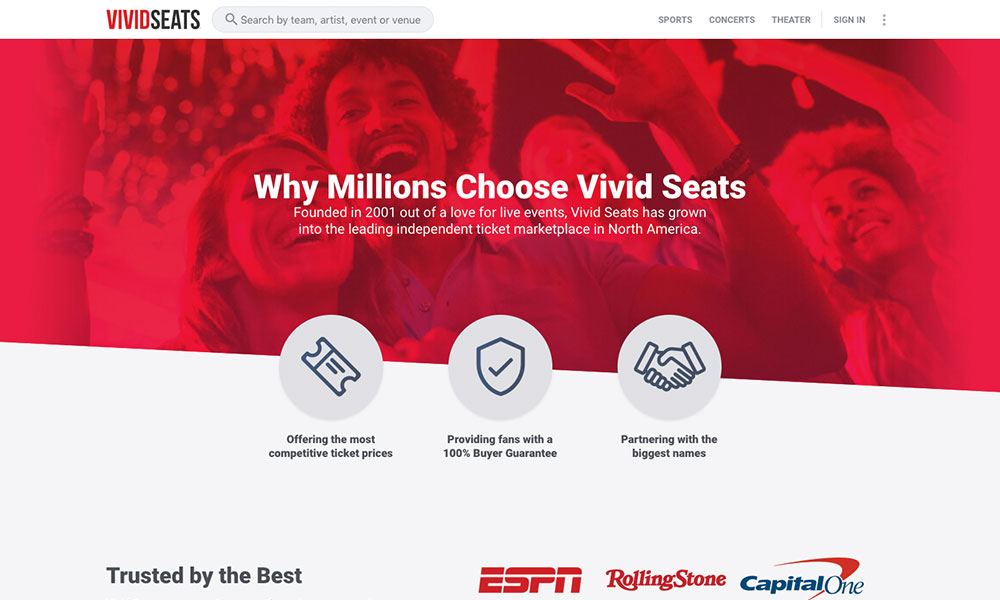 VIVIDSEATS
Search by team, artist, event or venue
SPORTS CONCERTS THEATER SIGN IN
Why Millions Choose Vivid Seats
Founded in 2001 out of a love for live events, Vivid Seats has grown
into the leading independent ticket marketplace in North America.
Offering the most
competitive ticket prices
Providing fans with a
100% Buyer Guarantee
Partnering with the
biggest names
Trusted by the Best
ESPN RollingStone CapitalOne